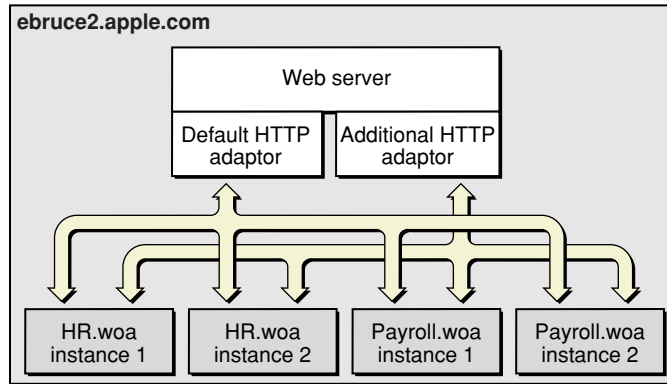 ebruce2.apple.com
Web server
Default HTTP
adaptor
Additional HTTP
adaptor
HR.woa
instance 1
HR.woa
instance 2
Payroll.woa
instance 1
Payroll.woa
instance 2